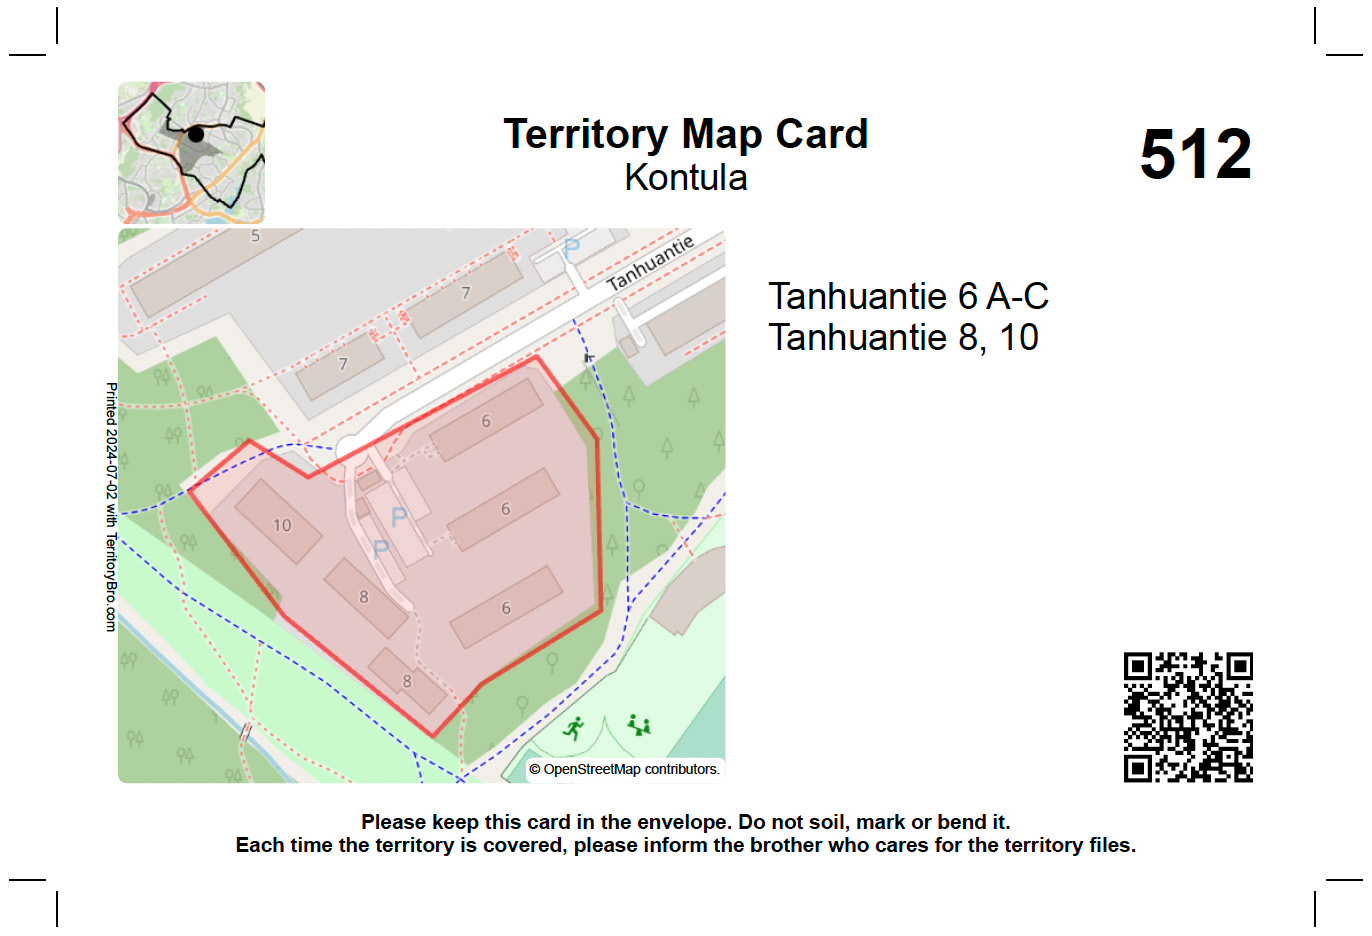 Territory Map Card
Kontula
512
5
P
Tanhuantie
7
7
6
10
6
P
P
8
6
8
© OpenStreetMap contributors.
Tanhuantie 6 A-C
Tanhuantie 8, 10
Printed 2024-07-02 with TerritoryBro.com
Please keep this card in the envelope. Do not soil, mark or bend it.
Each time the territory is covered, please inform the brother who cares for the territory files.